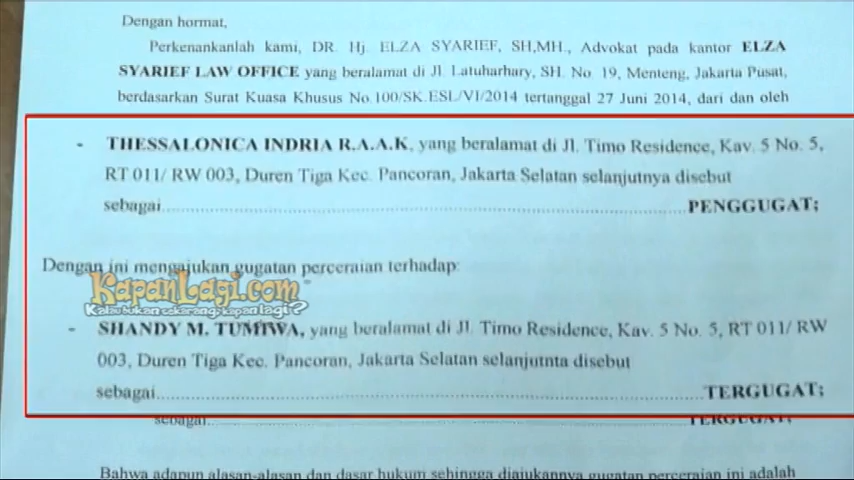 Dengan hormat,
Perkenankanlah kami, DR. Hj. ELZA SYARIEF, SH,MH., Advokat pada kantor ELZA
SYARIEF LAW OFFICE yang beralamat di Jl. Latuharhary, SH. No. 19, Menteng, Jakarta Pusat,
berdasarkan Surat Kuasa Khusus No.100/SK.ESL/VI/2014 tertanggal 27 Juni 2014, dari dan oleh
- THESSALONICA INDRIA R.A.A.K, yang beralamat di Jl. Timo Residence, Kav. 5 No. 5,
RT 011/ RW 003, Duren Tiga Kec. Pancoran, Jakarta Selatan selanjutnya disebut
sebagai....................................................PENGGUGAT;
Dengan ini mengajukan gugatan perceraian terhadap:
KapanLagi.com
Kalau bukan sekarang, kapan lagi?
- SHANDY M. TUMIWA, yang beralamat di Jl. Timo Residence, Kav. 5 No. 5, RT 011/ RW
003, Duren Tiga Kec. Pancoran, Jakarta Selatan selanjutnta disebut
sebagai....................................................TERGUGAT;
sebagai....................................................TERGUGAT;
Bahwa adapun alasan-alasan dan dasar hukum sehingga diajukannya gugatan perceraian ini adalah